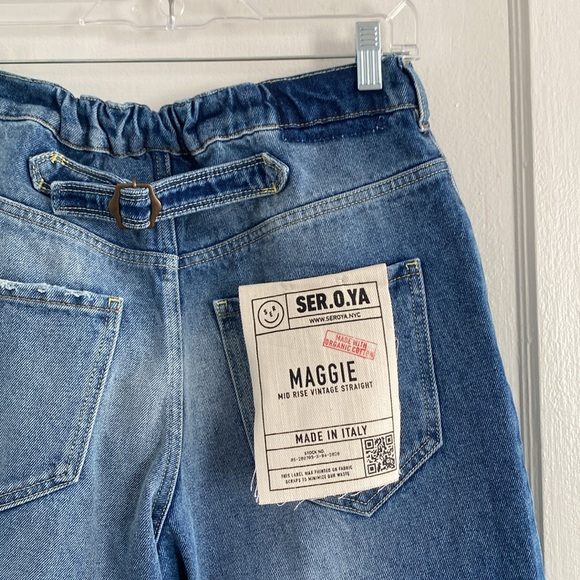 SER.O.YA
WWW.SEROYA.NYC
MADE WITH
ORGANIC COTTON
MAGGIE
MID RISE VINTAGE STRAIGHT
MADE IN ITALY
STOCK NO.
THIS LABEL WAS PRINTED ON FABRIC
SCRAPS TO MINIMIZE OUR WASTE